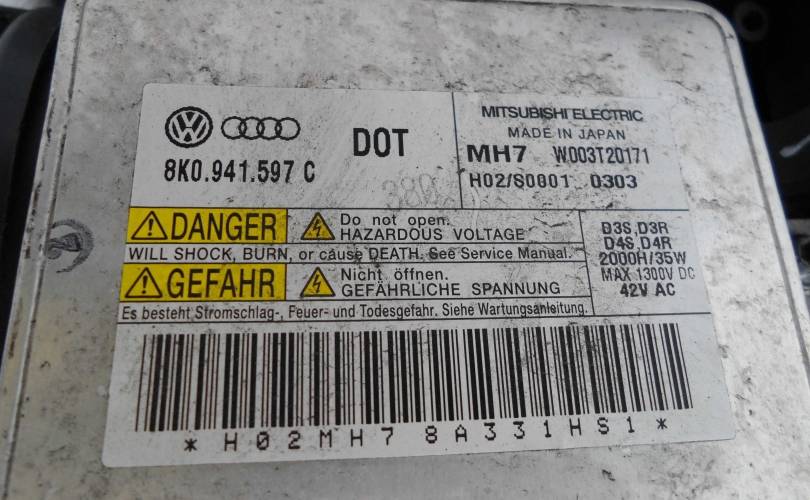 8K0.941.597 C
DOT
MITSUBISHI ELECTRIC
MADE IN JAPAN
MH7 W003T20171
H02/S0001 0303
DANGER
Do not open.
HAZARDOUS VOLTAGE
WILL SHOCK, BURN, or cause DEATH. See Service Manual.
GEFAHR
Nicht öffnen.
GEFÄHRLICHE SPANNUNG
Es besteht Stromschlag-, Feuer- und Todesgefahr. Siehe Wartungsanleitung.
D3S,D3R
D4S,D4R
2000H/35W
MAX 1300V DC
42V AC
*H02MH78A331HS1*